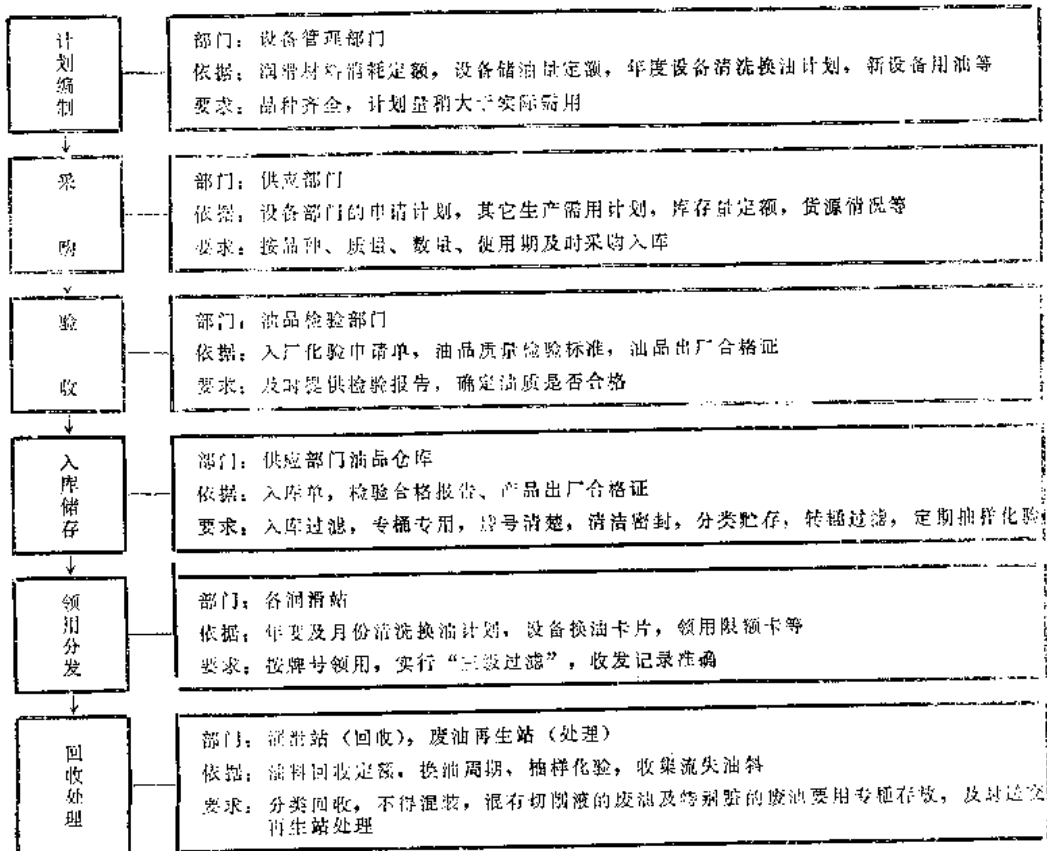 计划编制
部门：设备管理部门
依据：润滑材料消耗定额，设备储油量定额，年度设备清洗换油计划，新设备用油等
要求：品种齐全，计划量稍大于实际需用
采购
部门：供应部门
依据：设备部门的申请计划，其它生产需用计划，库存量定额，货源情况等
要求：按品种、质量、数量、使用期及时采购入库
验收
部门：油品检验部门
依据：入厂化验申请单，油品质量检验标准，油品出厂合格证
要求：及时提供检验报告，确定油质是否合格
入库储存
部门：供应部门油品仓库
依据：入库单，检验合格报告、产品出厂合格证
要求：入库过滤，专桶专用，牌号清楚，清洁密封，分类贮存，转桶过滤，定期抽样化验
领用分发
部门：各润滑站
依据：年度及月份清洗换油计划，设备换油卡片，领用限额卡等
要求：按牌号领用，实行“三级过滤”，收发记录准确
回收处理
部门：润滑站（回收），废油再生站（处理）
依据：油料回收定额，换油周期，抽样化验，收集流失油料
要求：分类回收，不得混装，混有切削液的废油及特别脏的废油要用专桶存放，及时送交
再生站处理